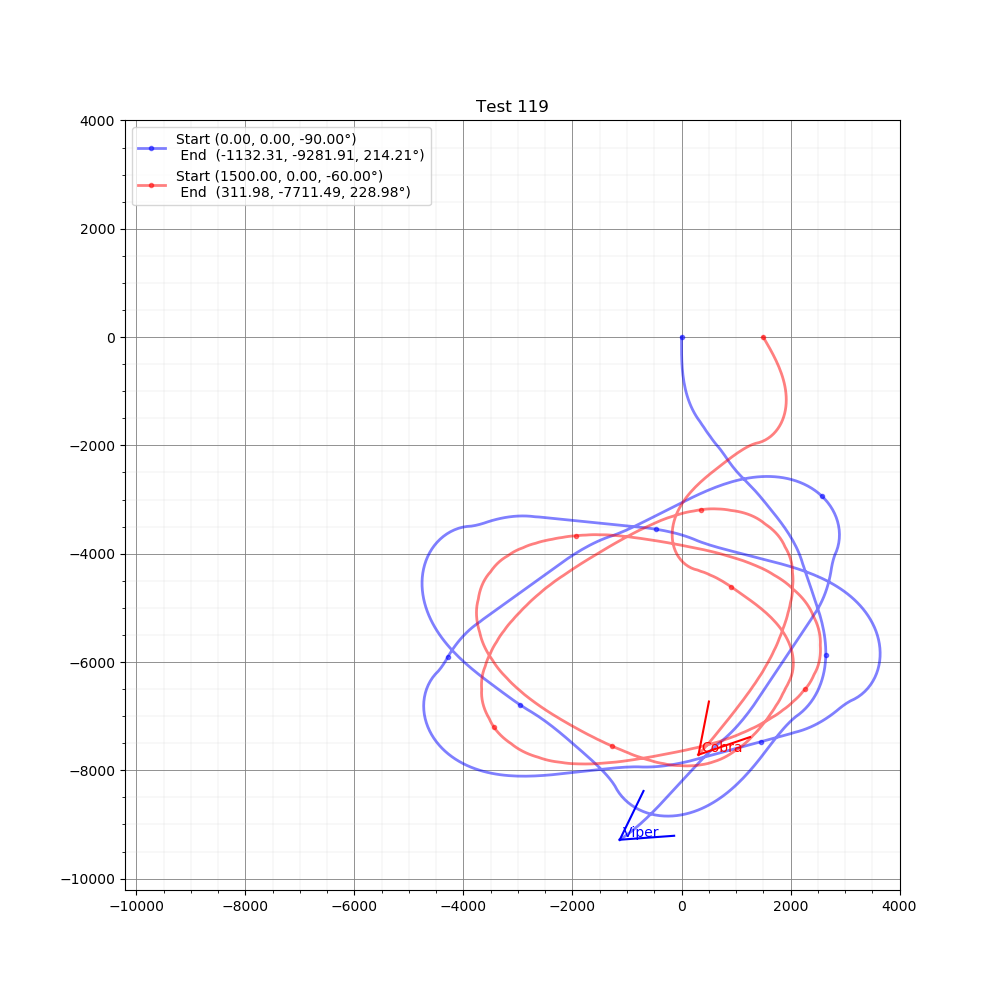 Test 119
Start (0.00, 0.00, -90.00°)
End (-1132.31, -9281.91, 214.21°)
Start (1500.00, 0.00, -60.00°)
End (311.98, -7711.49, 228.98°)
4000
2000
0
−2000
−4000
−6000
−8000
−10000
Cobra
Viper
−10000 −8000 −6000 −4000 −2000 0 2000 4000